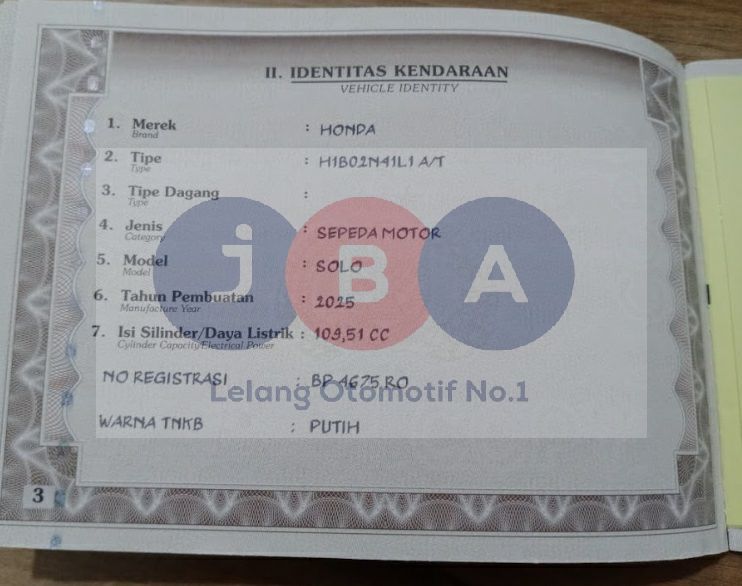 II. IDENTITAS KENDARAAN
VEHICLE IDENTITY
1. Merek : HONDA
Brand
2. Tipe : H1B02N41L1 A/T
Type
3. Tipe Dagang :
Type
4. Jenis : SEPEDA MOTOR
Category
5. Model : SOLO
Model
6. Tahun Pembuatan : 2025
Manufacture Year
7. Isi Silinder/Daya Listrik : 109,51 CC
Cylinder Capacity/Electrical Power
NO REGISTRASI : BP 4675 RO
WARNA TNKB : PUTIH
3
JBA
Lelang Otomotif No.1